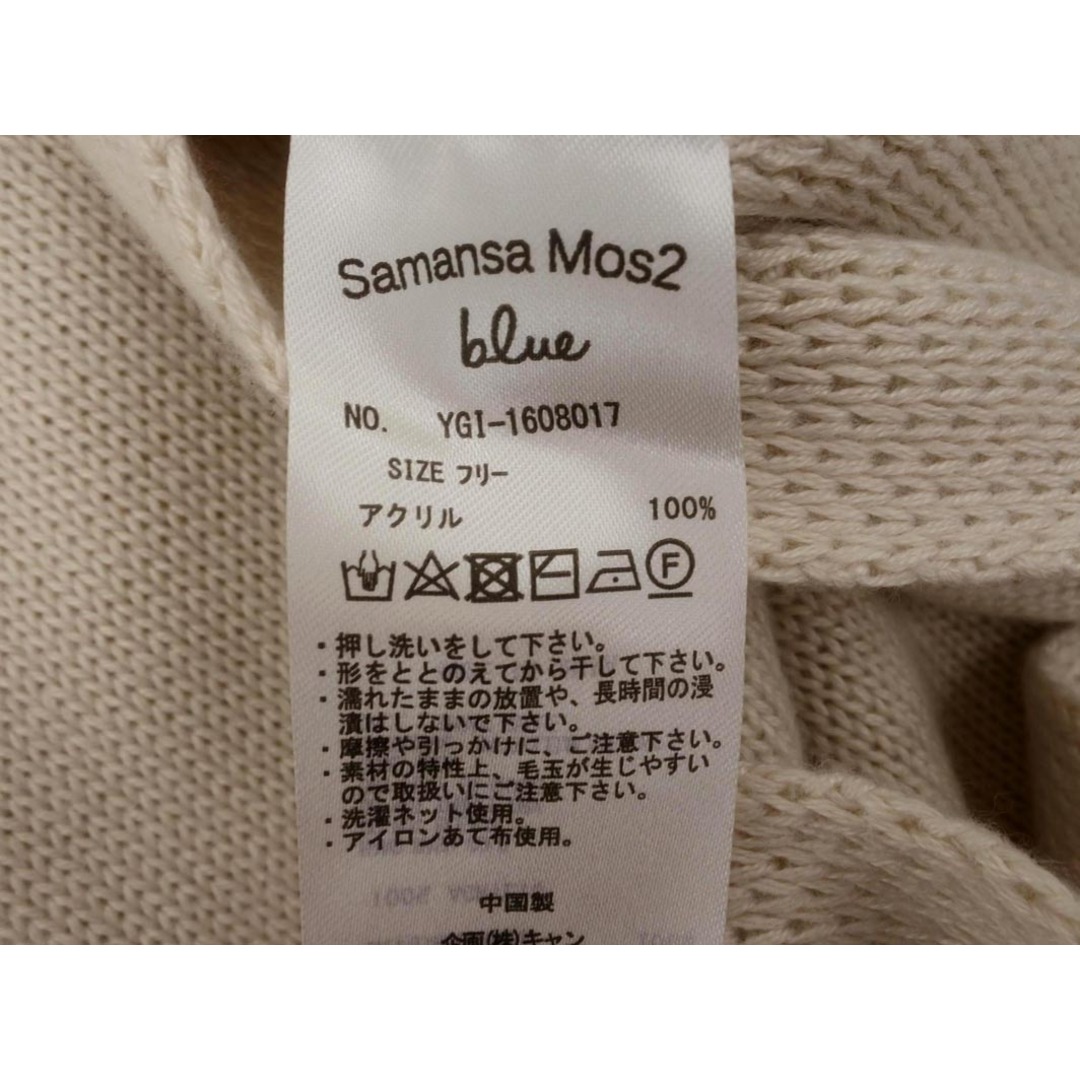 Samansa Mos2
blue
NO. YGI-1608017
SIZE フリー
アクリル 100%
F
・押し洗いをして下さい。
・形をととのえてから干して下さい。
・濡れたままの放置や、長時間の浸
漬はしないで下さい。
・摩擦や引っかけに、ご注意下さい。
・素材の特性上、毛玉が生じやすい
ので取扱いにご注意下さい。
・洗濯ネット使用。
・アイロンあて布使用。
中国製
企画(株)キャン